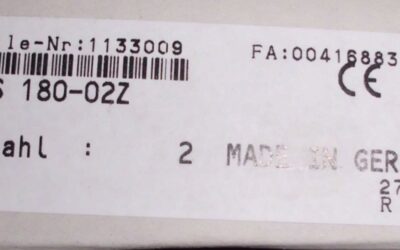 le-Nr:1133009 FA:00416883
CE
S 180-02Z
ahl : 2 MADE IN GER
27
R